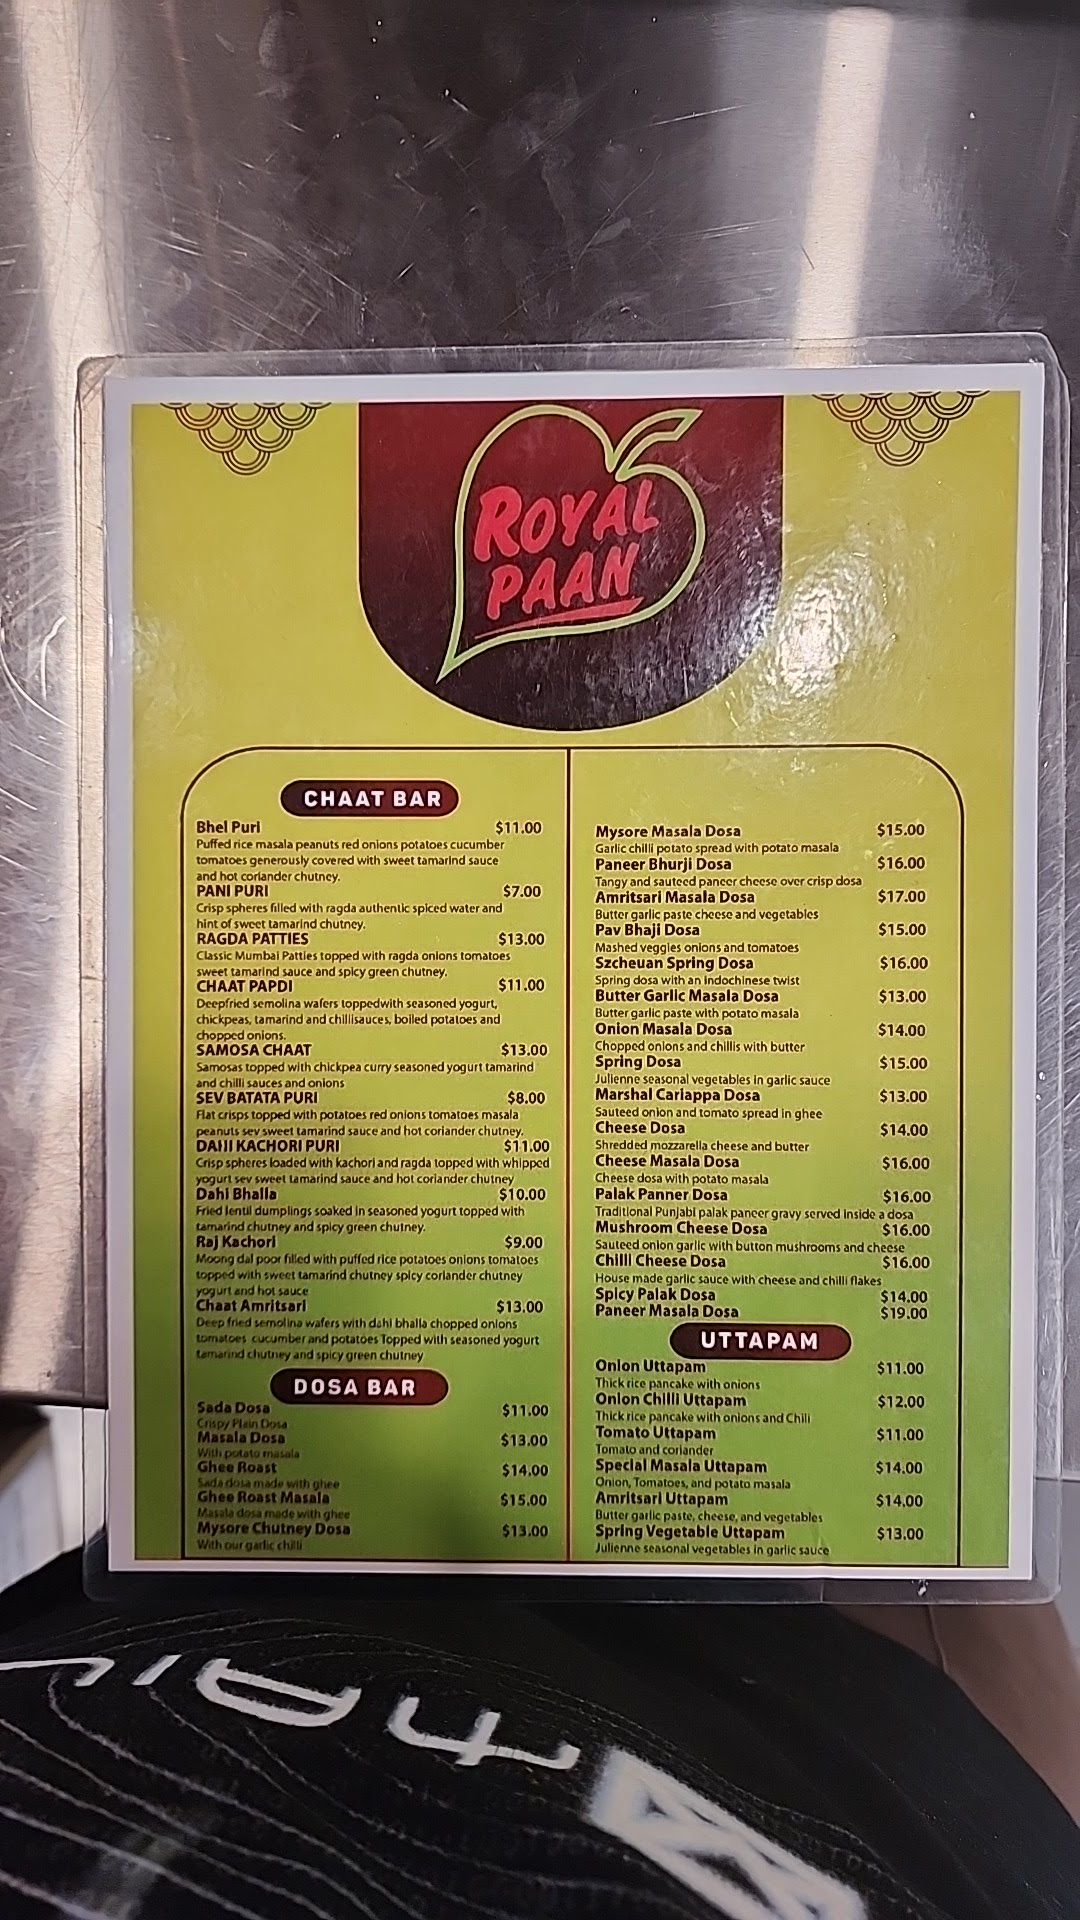 ROYAL
PAAN
CHAAT BAR
Bhel Puri $11.00
Puffed rice masala peanuts red onions potatoes cucumber
tomatoes generously covered with sweet tamarind sauce
and hot coriander chutney.
PANI PURI $7.00
Crisp spheres filled with ragda authentic spiced water and
hint of sweet tamarind chutney.
RAGDA PATTIES $13.00
Classic Mumbai Patties topped with ragda onions tomatoes
sweet tamarind sauce and spicy green chutney.
CHAAT PAPDI $11.00
Deepfried semolina wafers toppedwith seasoned yogurt,
chickpeas, tamarind and chillisauces, boiled potatoes and
chopped onions.
SAMOSA CHAAT $13.00
Samosas topped with chickpea curry seasoned yogurt tamarind
and chilli sauces and onions
SEV BATATA PURI $8.00
Flat crisps topped with potatoes red onions tomatoes masala
peanuts sev sweet tamarind sauce and hot coriander chutney.
DAHI KACHORI PURI $11.00
Crisp spheres loaded with kachori and ragda topped with whipped
yogurt sev sweet tamarind sauce and hot coriander chutney
Dahi Bhalla $10.00
Fried lentil dumplings soaked in seasoned yogurt topped with
tamarind chutney and spicy green chutney.
Raj Kachori $9.00
Moong dal poor filled with puffed rice potatoes onions tomatoes
topped with sweet tamarind chutney spicy coriander chutney
yogurt and hot sauce
Chaat Amritsari $13.00
Deep fried semolina wafers with dahi bhalla chopped onions
tomatoes cucumber and potatoes Topped with seasoned yogurt
tamarind chutney and spicy green chutney
DOSA BAR
Sada Dosa $11.00
Crispy Plain Dosa
Masala Dosa $13.00
With potato masala
Ghee Roast $14.00
Sada dosa made with ghee
Ghee Roast Masala $15.00
Masala dosa made with ghee
Mysore Chutney Dosa $13.00
With our garlic chilli
Mysore Masala Dosa $15.00
Garlic chilli potato spread with potato masala
Paneer Bhurji Dosa $16.00
Tangy and sauteed paneer cheese over crisp dosa
Amritsari Masala Dosa $17.00
Butter garlic paste cheese and vegetables
Pav Bhaji Dosa $15.00
Mashed veggies onions and tomatoes
Szcheuan Spring Dosa $16.00
Spring dosa with an Indochinese twist
Butter Garlic Masala Dosa $13.00
Butter garlic paste with potato masala
Onion Masala Dosa $14.00
Chopped onions and chillis with butter
Spring Dosa $15.00
Julienne seasonal vegetables in garlic sauce
Marshal Cariappa Dosa $13.00
Sauteed onion and tomato spread in ghee
Cheese Dosa $14.00
Shredded mozzarella cheese and butter
Cheese Masala Dosa $16.00
Cheese dosa with potato masala
Palak Panner Dosa $16.00
Traditional Punjabi palak paneer gravy served inside a dosa
Mushroom Cheese Dosa $16.00
Sauteed onion garlic with button mushrooms and cheese
Chilli Cheese Dosa $16.00
House made garlic sauce with cheese and chilli flakes
Spicy Palak Dosa $14.00
Paneer Masala Dosa $19.00
UTTAPAM
Onion Uttapam $11.00
Thick rice pancake with onions
Onion Chilli Uttapam $12.00
Thick rice pancake with onions and Chili
Tomato Uttapam $11.00
Tomato and coriander
Special Masala Uttapam $14.00
Onion, Tomatoes, and potato masala
Amritsari Uttapam $14.00
Butter garlic paste, cheese, and vegetables
Spring Vegetable Uttapam $13.00
Julienne seasonal vegetables in garlic sauce